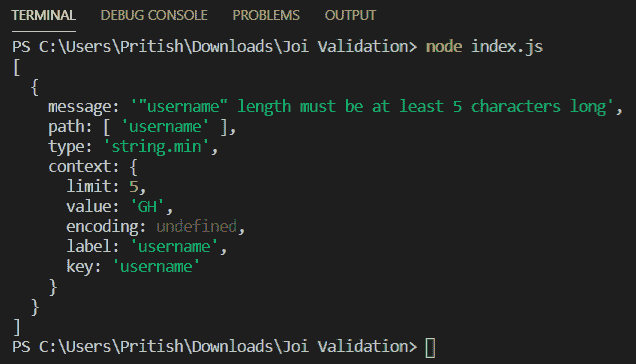 TERMINAL DEBUG CONSOLE PROBLEMS OUTPUT
PS C:\Users\Pritish\Downloads\Joi Validation> node index.js
[
  {
    message: '"username" length must be at least 5 characters long',
    path: [ 'username' ],
    type: 'string.min',
    context: {
      limit: 5,
      value: 'GH',
      encoding: undefined,
      label: 'username',
      key: 'username'
    }
  }
]
PS C:\Users\Pritish\Downloads\Joi Validation>